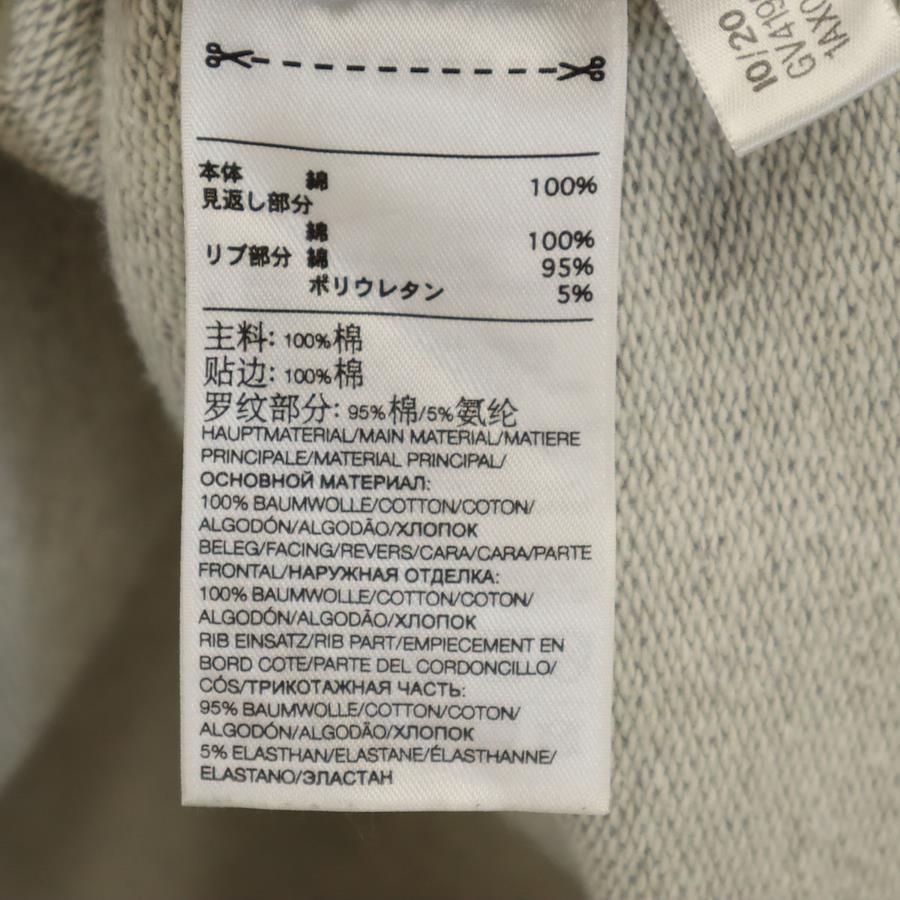 10/20
GV419
1AX0
本体 綿 100%
見返し部分
綿 100%
リブ部分 綿 95%
ポリウレタン 5%
主料: 100%棉
贴边: 100%棉
罗纹部分: 95%棉/5%氨纶
HAUPTMATERIAL/MAIN MATERIAL/MATIERE
PRINCIPALE/MATERIAL PRINCIPAL/
ОСНОВНОЙ МАТЕРИАЛ:
100% BAUMWOLLE/COTTON/COTON/
ALGODÓN/ALGODÃO/ХЛОПОК
BELEG/FACING/REVERS/CARA/CARA/PARTE
FRONTAL/НАРУЖНАЯ ОТДЕЛКА:
100% BAUMWOLLE/COTTON/COTON/
ALGODÓN/ALGODÃO/ХЛОПОК
RIB EINSATZ/RIB PART/EMPIECEMENT EN
BORD COTE/PARTE DEL CORDONCILLO/
CÓS/ТРИКОТАЖНАЯ ЧАСТЬ:
95% BAUMWOLLE/COTTON/COTON/
ALGODÓN/ALGODÃO/ХЛОПОК
5% ELASTHAN/ELASTANE/ÉLASTHANNE/
ELASTANO/ЭЛАСТАН